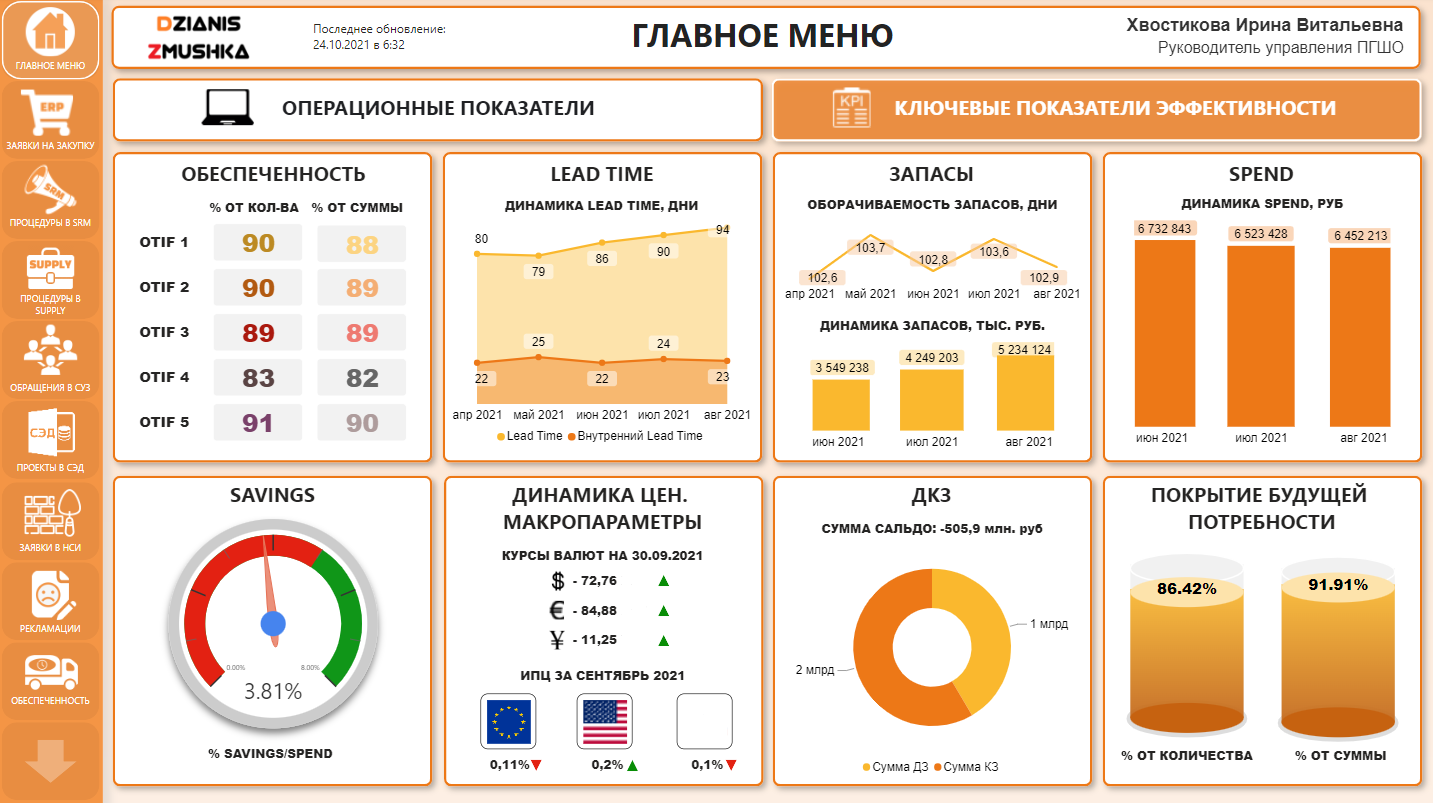 ГЛАВНОЕ МЕНЮ
ERP
ЗАЯВКИ НА ЗАКУПКУ
SRM
ПРОЦЕДУРЫ В SRM
SUPPLY
ПРОЦЕДУРЫ В
SUPPLY
ОБРАЩЕНИЯ В СУЗ
СЭД
ПРОЕКТЫ В СЭД
ЗАЯВКИ В НСИ
РЕКЛАМАЦИИ
ОБЕСПЕЧЕННОСТЬ
DZIANIS
ZMUSHKA
Последнее обновление:
24.10.2021 в 6:32
ГЛАВНОЕ МЕНЮ
Хвостикова Ирина Витальевна
Руководитель управления ПГШО
ОПЕРАЦИОННЫЕ ПОКАЗАТЕЛИ
KPI
КЛЮЧЕВЫЕ ПОКАЗАТЕЛИ ЭФФЕКТИВНОСТИ
ОБЕСПЕЧЕННОСТЬ
% ОТ КОЛ-ВА % ОТ СУММЫ
OTIF 1 90 88
OTIF 2 90 89
OTIF 3 89 89
OTIF 4 83 82
OTIF 5 91 90
LEAD TIME
ДИНАМИКА LEAD TIME, ДНИ
80 79 86 90 94
22 25 22 24 23
апр 2021 май 2021 июн 2021 июл 2021 авг 2021
Lead Time Внутренний Lead Time
ЗАПАСЫ
ОБОРАЧИВАЕМОСТЬ ЗАПАСОВ, ДНИ
102,6 103,7 102,8 103,6 102,9
апр 2021 май 2021 июн 2021 июл 2021 авг 2021
ДИНАМИКА ЗАПАСОВ, ТЫС. РУБ.
3 549 238 4 249 203 5 234 124
июн 2021 июл 2021 авг 2021
SPEND
ДИНАМИКА SPEND, РУБ
6 732 843 6 523 428 6 452 213
июн 2021 июл 2021 авг 2021
SAVINGS
0.00% 8.00%
3.81%
% SAVINGS/SPEND
ДИНАМИКА ЦЕН.
МАКРОПАРАМЕТРЫ
КУРСЫ ВАЛЮТ НА 30.09.2021
$ - 72,76
€ - 84,88
¥ - 11,25
ИПЦ ЗА СЕНТЯБРЬ 2021
0,11% 0,2% 0,1%
ДКЗ
СУММА САЛЬДО: -505,9 млн. руб
1 млрд
2 млрд
Сумма ДЗ Сумма КЗ
ПОКРЫТИЕ БУДУЩЕЙ
ПОТРЕБНОСТИ
86.42% 91.91%
% ОТ КОЛИЧЕСТВА % ОТ СУММЫ